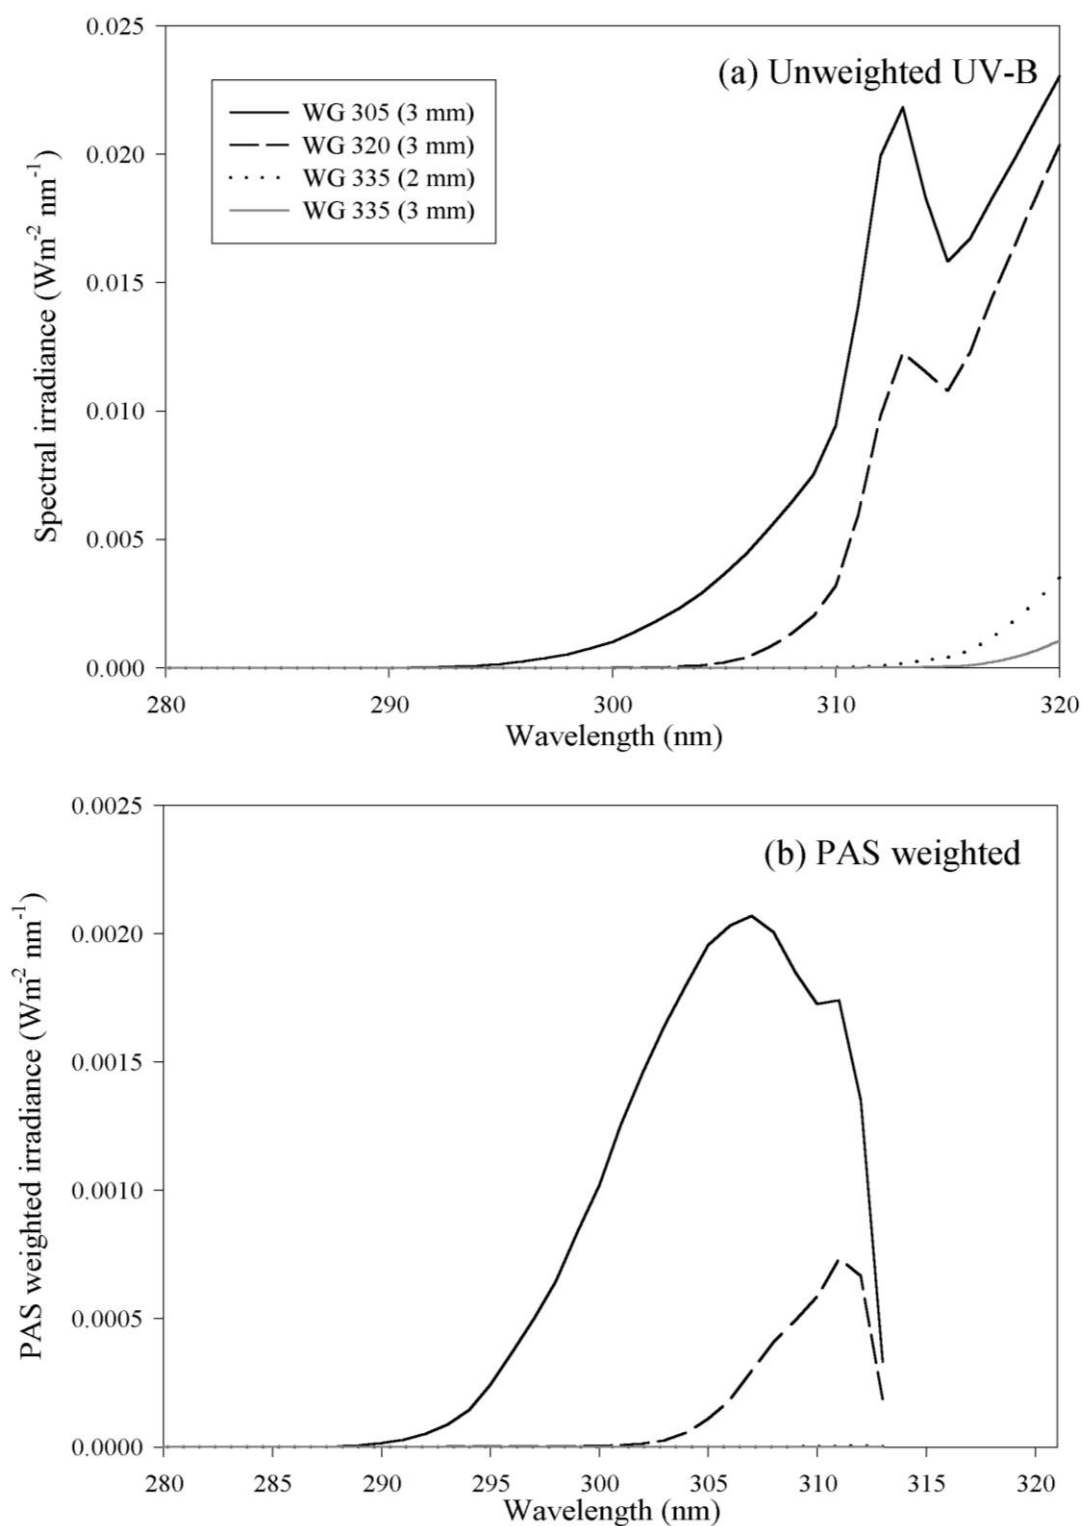 0.025
(a) Unweighted UV-B
WG 305 (3 mm)
WG 320 (3 mm)
WG 335 (2 mm)
WG 335 (3 mm)
0.020
0.015
0.010
0.005
0.000
Spectral irradiance (Wm⁻² nm⁻¹)
280 290 300 310 320
Wavelength (nm)
0.0025
(b) PAS weighted
0.0020
0.0015
0.0010
0.0005
0.0000
PAS weighted irradiance (Wm⁻² nm⁻¹)
280 285 290 295 300 305 310 315 320
Wavelength (nm)